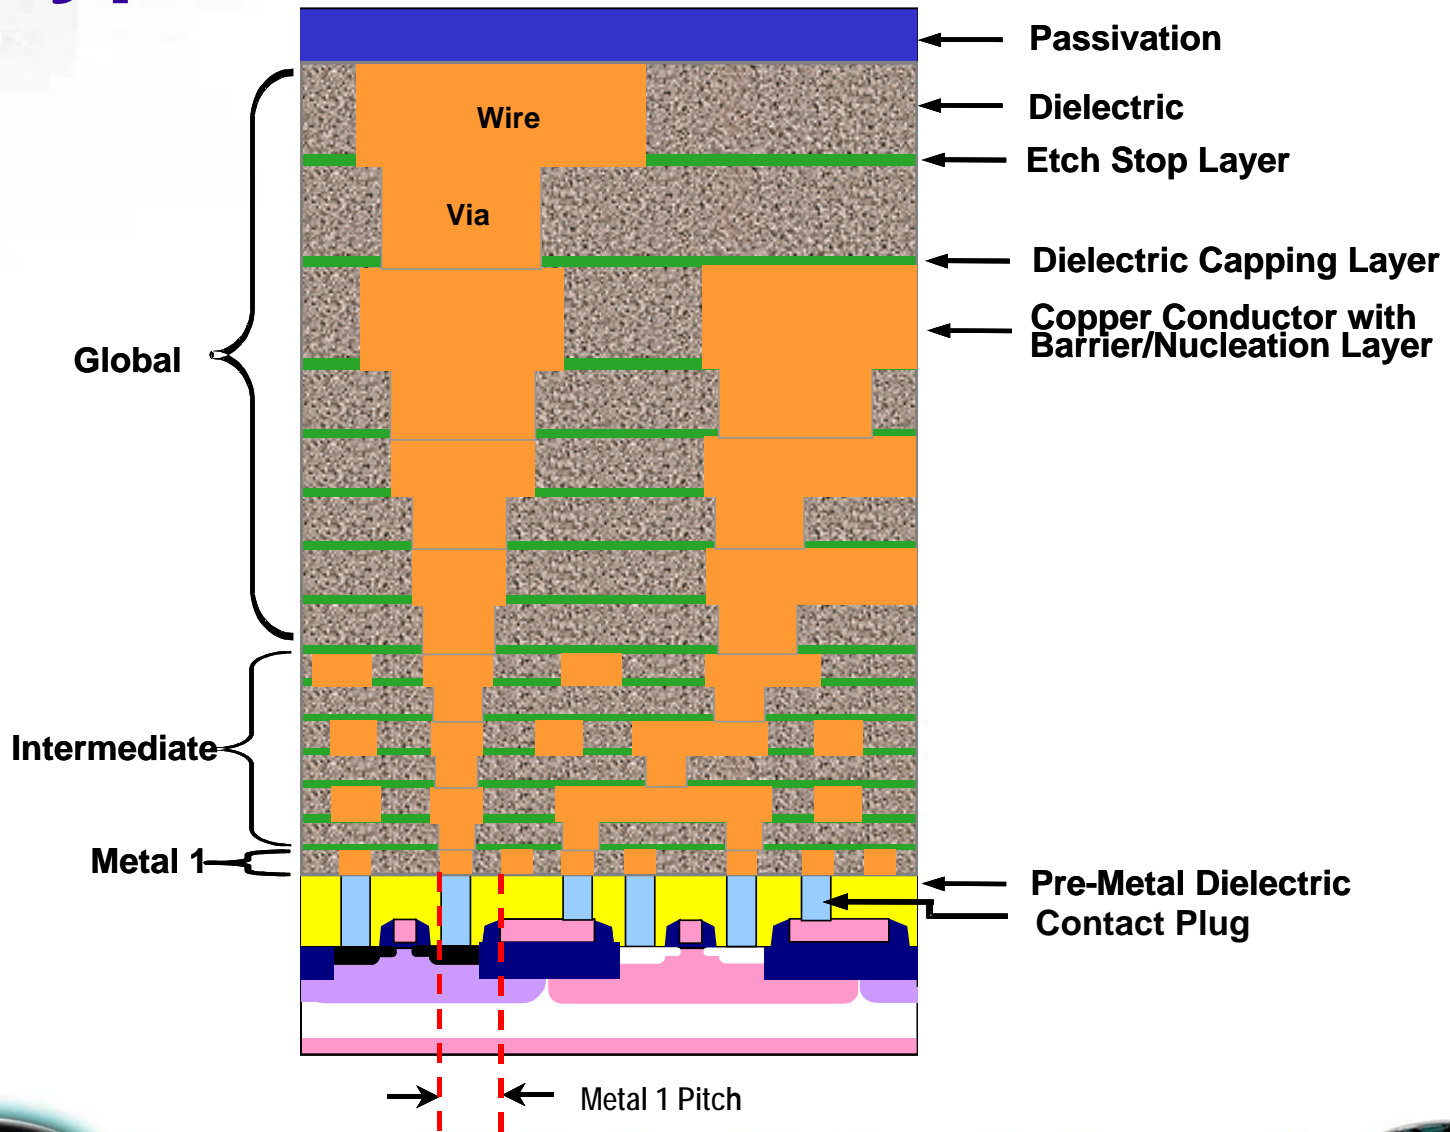 Passivation
Wire
Dielectric
Etch Stop Layer
Via
Dielectric Capping Layer
Copper Conductor with
Barrier/Nucleation Layer
Global
Intermediate
Metal 1
Pre-Metal Dielectric
Contact Plug
Metal 1 Pitch